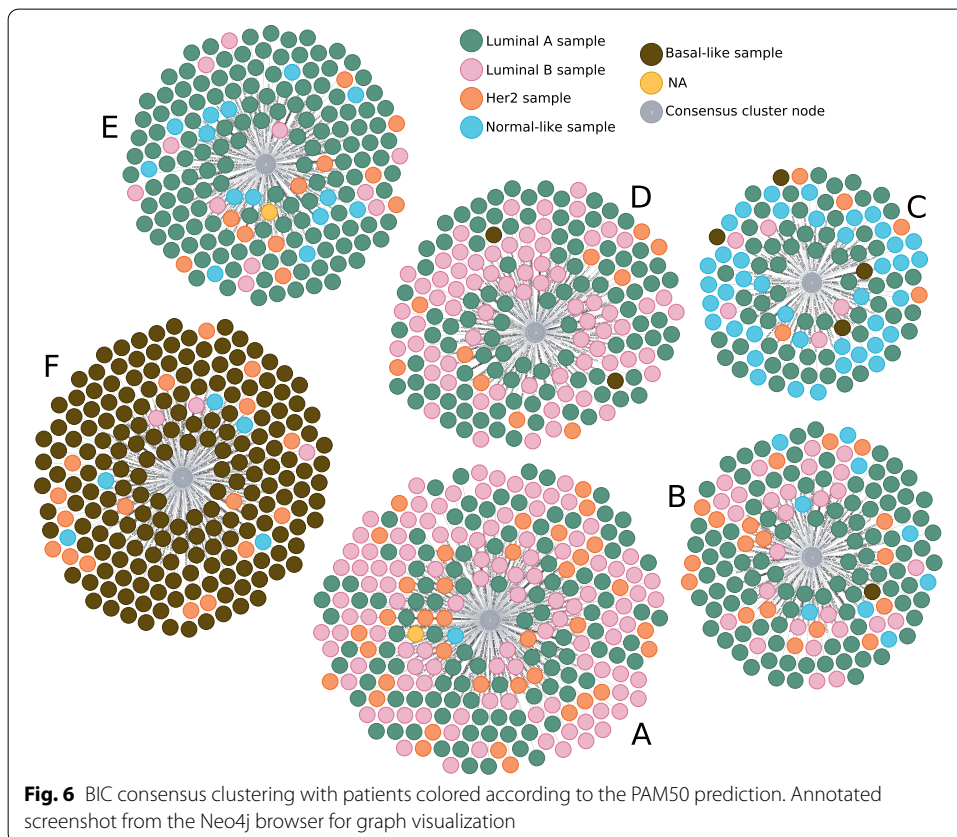 Luminal A sample
Luminal B sample
Her2 sample
Normal-like sample
Basal-like sample
NA
Consensus cluster node
E
D
C
F
B
A
Fig. 6 BIC consensus clustering with patients colored according to the PAM50 prediction. Annotated
screenshot from the Neo4j browser for graph visualization